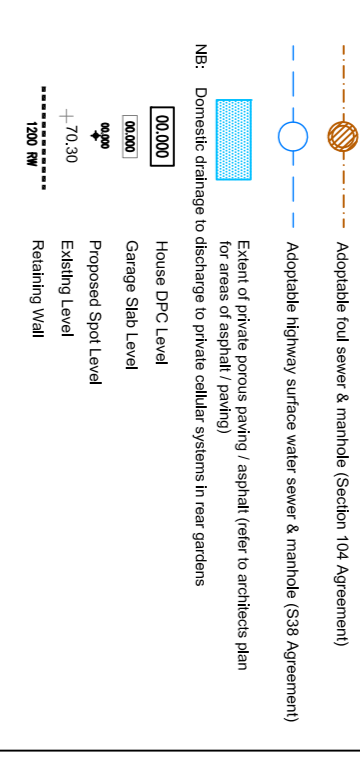 Adoptable foul sewer & manhole (Section 104 Agreement)
Adoptable highway surface water sewer & manhole (S38 Agreement)
Extent of private porous paving / asphalt (refer to architects plan
for areas of asphalt / paving)
NB: Domestic drainage to discharge to private cellular systems in rear gardens
00.000 House DPC Level
00.000 Garage Slab Level
00.000 Proposed Spot Level
+70.30 Existing Level
1200 RW Retaining Wall